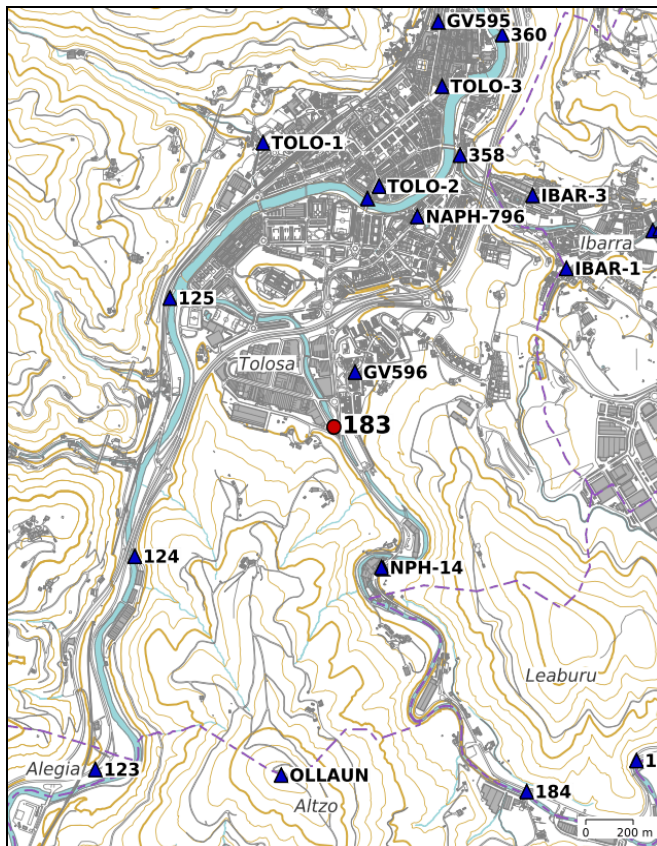 GV595
360
TOLO-3
TOLO-1
358
TOLO-2
IBAR-3
NAPH-796
Ibarra
IBAR-1
125
Tolosa
GV596
183
124
NPH-14
Leaburu
Alegia
123
OLLAUN
1
184
Altzo
0 200 m